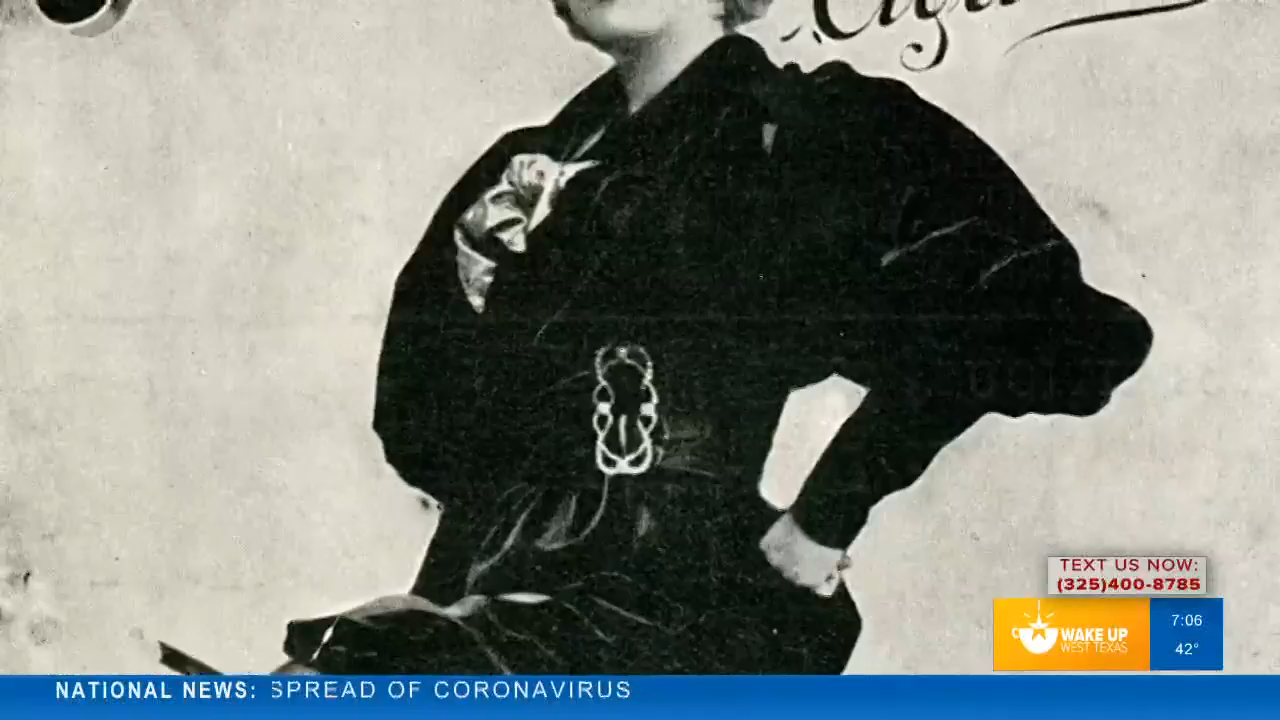 TEXT US NOW:
(325)400-8785
WAKE UP
WEST TEXAS
7:06
42°
NATIONAL NEWS: SPREAD OF CORONAVIRUS